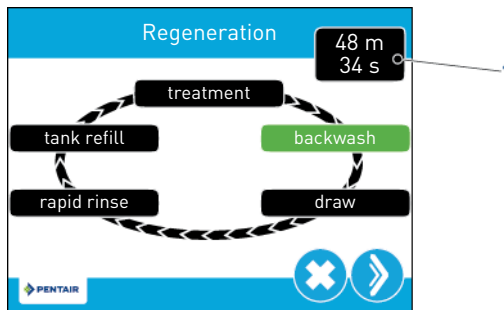 Regeneration
48 m
34 s
treatment
tank refill
backwash
rapid rinse
draw
PENTAIR